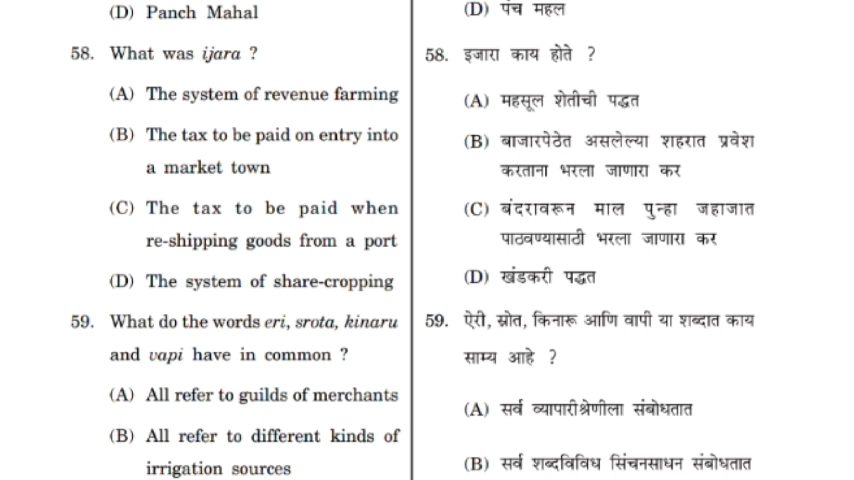 (D) Panch Mahal
58. What was ijara ?
(A) The system of revenue farming
(B) The tax to be paid on entry into
a market town
(C) The tax to be paid when
re-shipping goods from a port
(D) The system of share-cropping
59. What do the words eri, srota, kinaru
and vapi have in common ?
(A) All refer to guilds of merchants
(B) All refer to different kinds of
irrigation sources
(D) पंच महल
58. इजारा काय होते ?
(A) महसूल शेतीची पद्धत
(B) बाजारपेठेत असलेल्या शहरात प्रवेश
करताना भरला जाणारा कर
(C) बंदरावरून माल पुन्हा जहाजात
पाठवण्यासाठी भरला जाणारा कर
(D) खंडकरी पद्धत
59. ऐरी, स्रोत, किनारू आणि वापी या शब्दात काय
साम्य आहे ?
(A) सर्व व्यापारीश्रेणीला संबोधतात
(B) सर्व शब्दविविध सिंचनसाधन संबोधतात